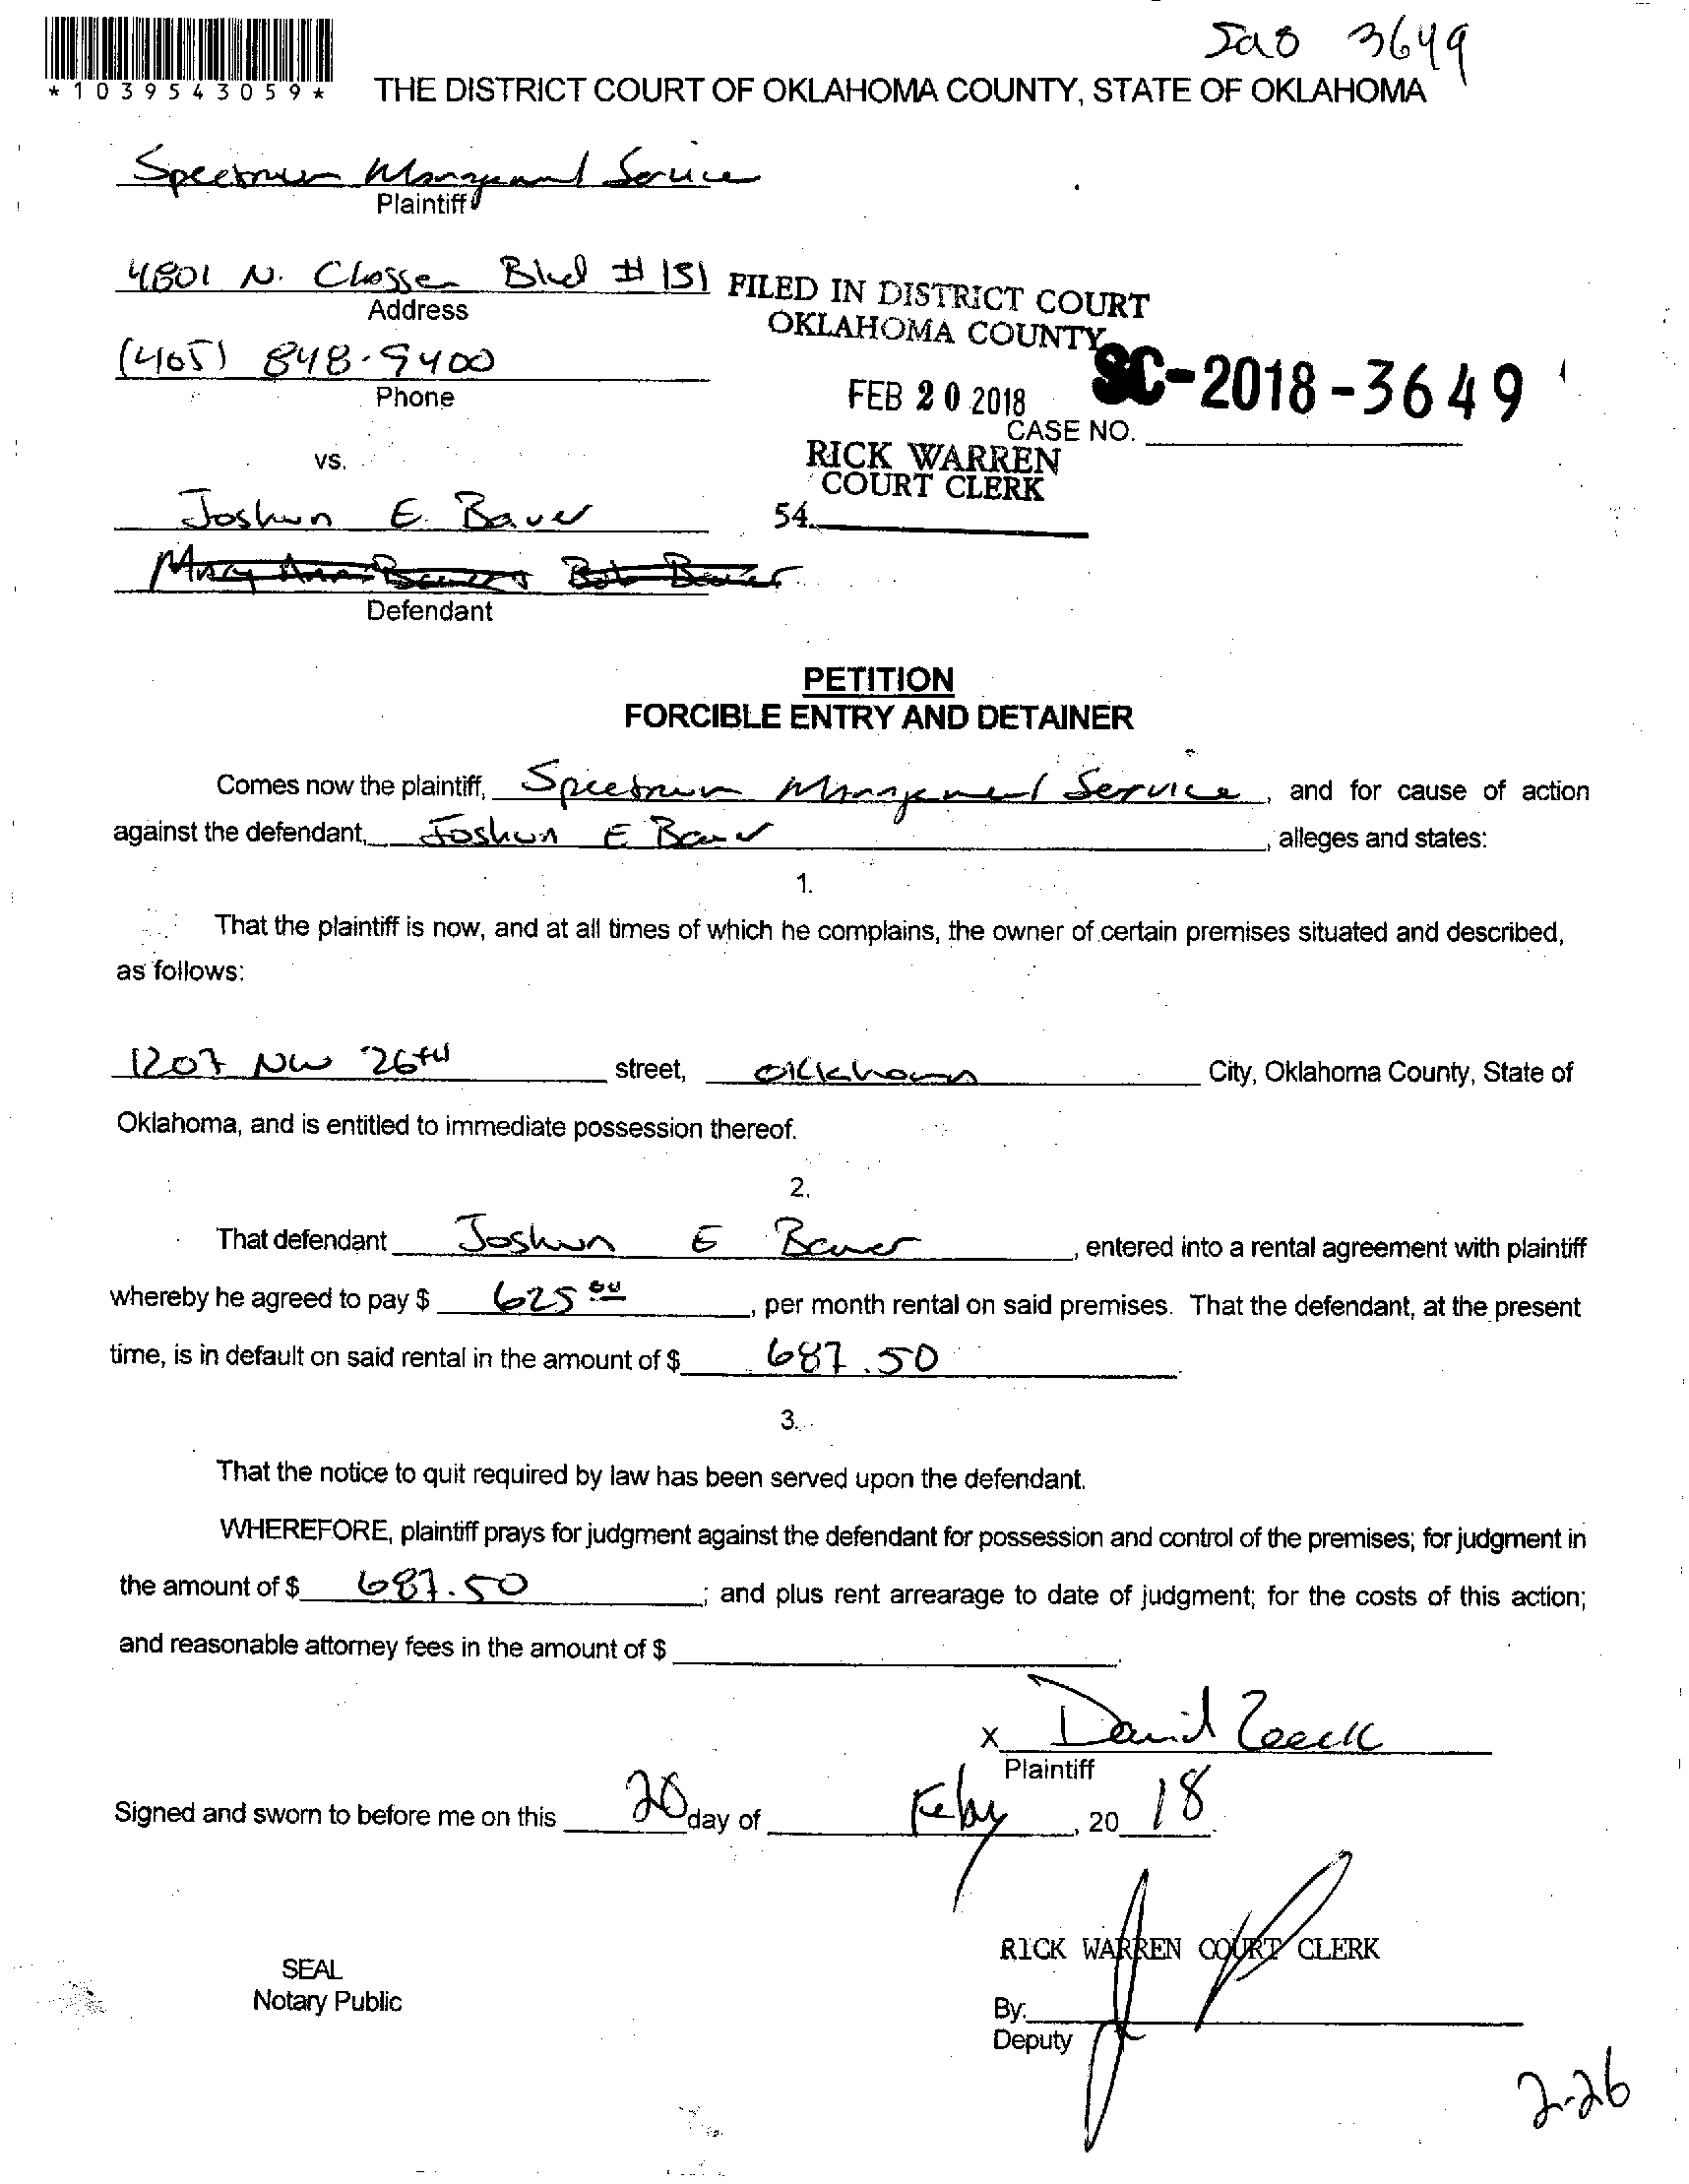 3649
*1039543059*
THE DISTRICT COURT OF OKLAHOMA COUNTY, STATE OF OKLAHOMA
Spectrum Management Service
Plaintiff
4801 N. Classen Blvd # 151
Address
FILED IN DISTRICT COURT
OKLAHOMA COUNTY
(405) 848-9400
Phone
FEB 20 2018
SC-2018-3649
CASE NO.
vs.
RICK WARREN
COURT CLERK
54.
Joshua E. Bauer
Defendant
PETITION
FORCIBLE ENTRY AND DETAINER
Comes now the plaintiff, Spectrum Management Service, and for cause of action
against the defendant, Joshua E Bauer, alleges and states:
1.
That the plaintiff is now, and at all times of which he complains, the owner of certain premises situated and described,
as follows:
1207 NW 26TH street, Oklahoma City, Oklahoma County, State of
Oklahoma, and is entitled to immediate possession thereof.
2.
That defendant Joshua E Bauer, entered into a rental agreement with plaintiff
whereby he agreed to pay $ 625.00, per month rental on said premises. That the defendant, at the present
time, is in default on said rental in the amount of $ 687.50.
3.
That the notice to quit required by law has been served upon the defendant.
WHEREFORE, plaintiff prays for judgment against the defendant for possession and control of the premises; for judgment in
the amount of $ 687.50; and plus rent arrearage to date of judgment; for the costs of this action;
and reasonable attorney fees in the amount of $
x David
Plaintiff
Signed and sworn to before me on this 20 day of Feby, 20 18.
RICK WARREN COURT CLERK
SEAL
Notary Public
By:
Deputy
2-26